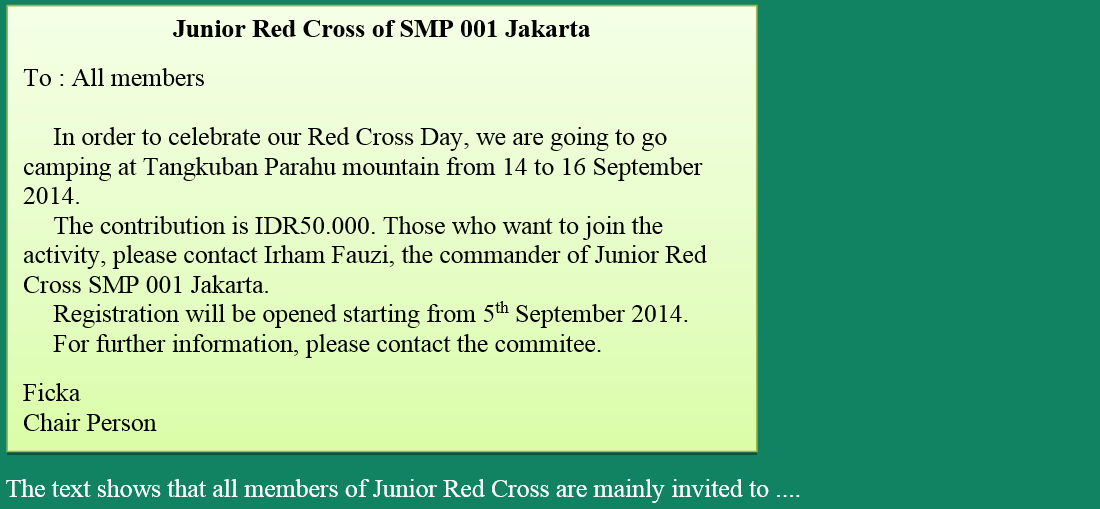 Junior Red Cross of SMP 001 Jakarta
To : All members
In order to celebrate our Red Cross Day, we are going to go
camping at Tangkuban Parahu mountain from 14 to 16 September
2014.
The contribution is IDR50.000. Those who want to join the
activity, please contact Irham Fauzi, the commander of Junior Red
Cross SMP 001 Jakarta.
Registration will be opened starting from 5th September 2014.
For further information, please contact the commitee.
Ficka
Chair Person
The text shows that all members of Junior Red Cross are mainly invited to ....